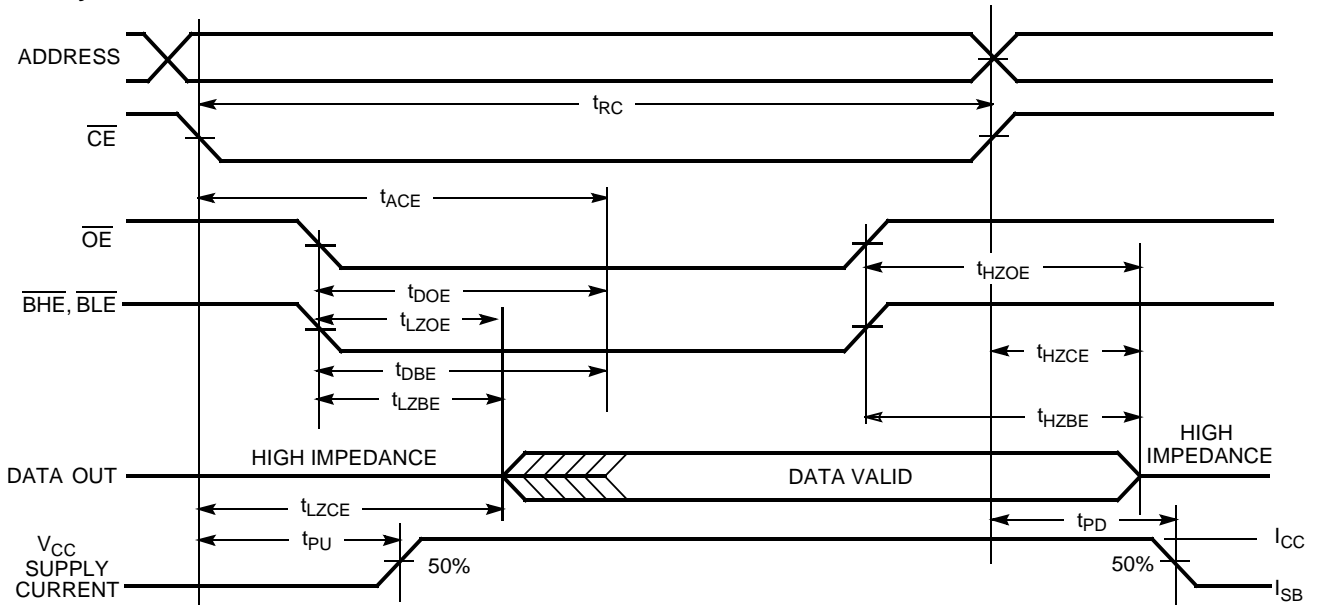 ADDRESS
tRC
CE
tACE
OE
tHZOE
tDOE
BHE, BLE
tLZOE
tHZCE
tDBE
tLZBE
tHZBE
HIGH IMPEDANCE
HIGH
IMPEDANCE
DATA OUT
DATA VALID
tLZCE
tPD
tPU
VCC
SUPPLY
CURRENT
50%
50%
ICC
ISB